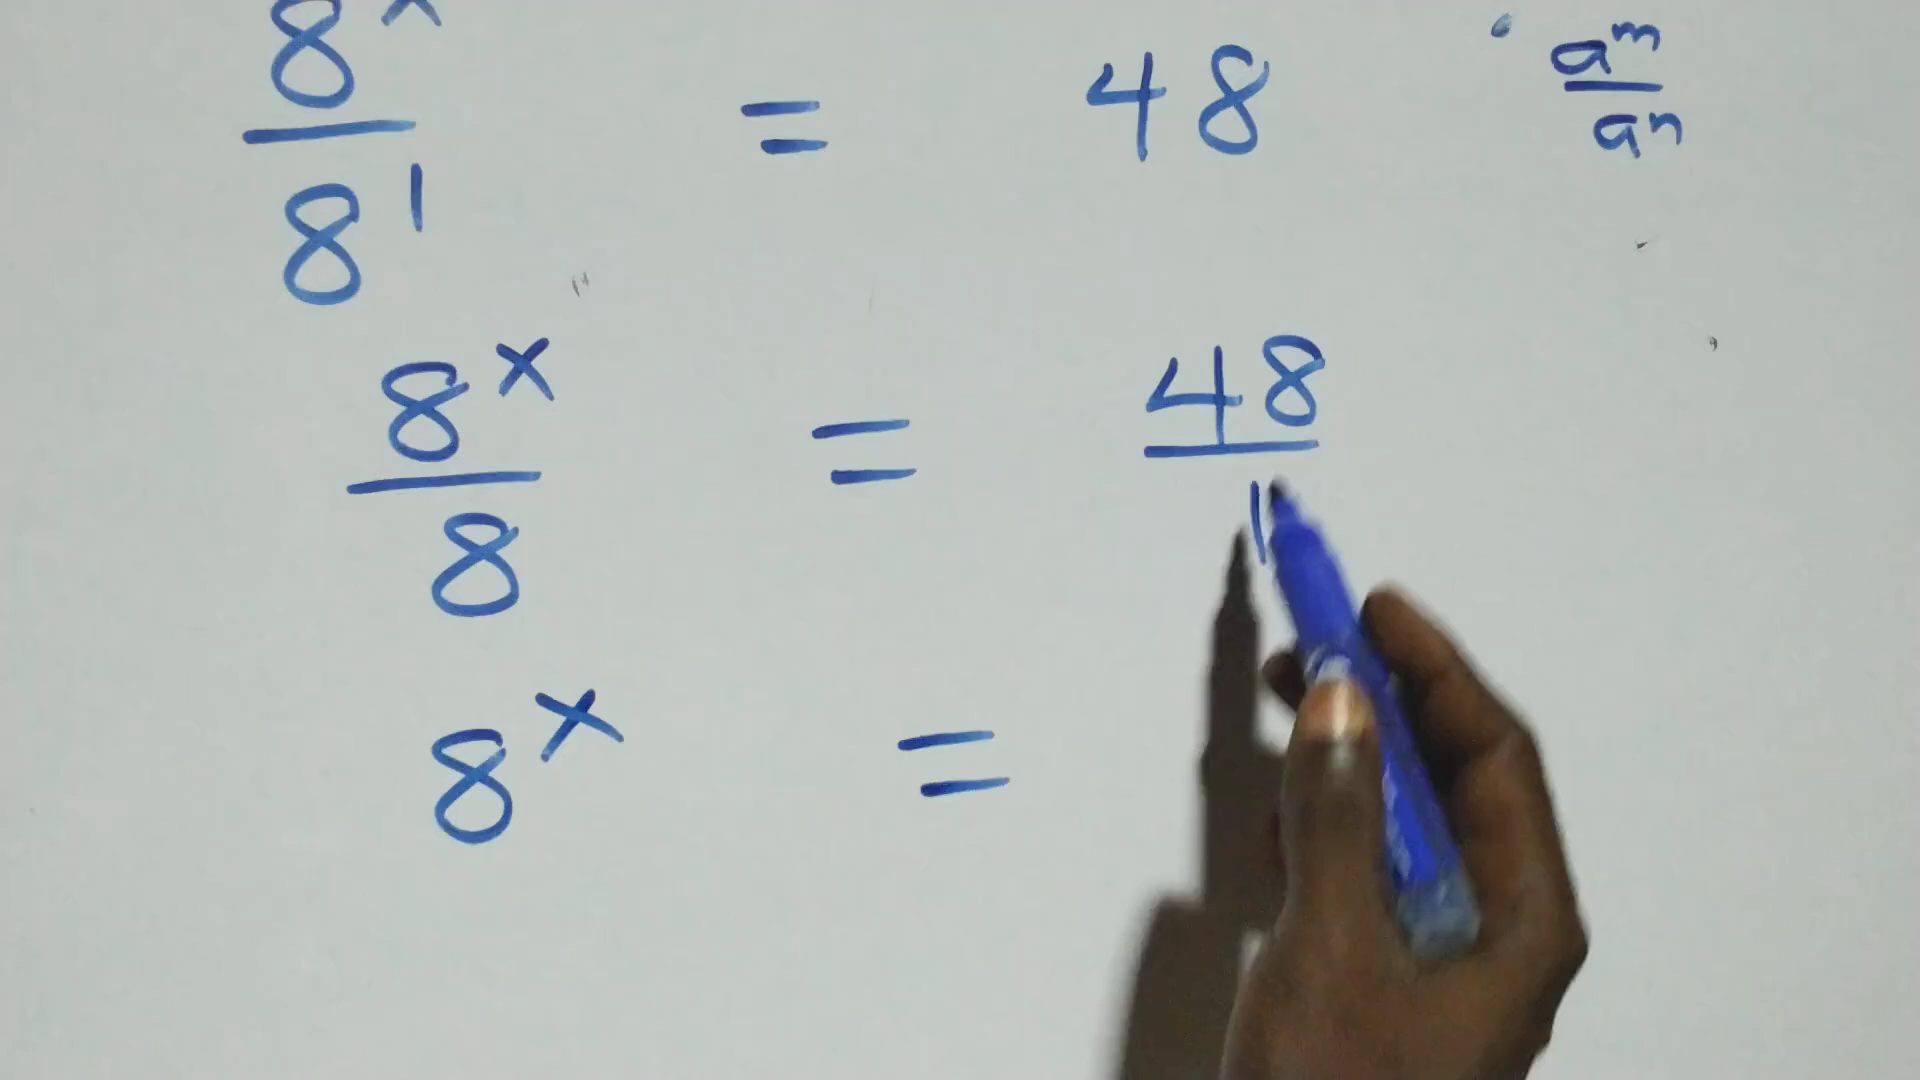 8^x / 8^1 = 48 a^m / a^n
8^x / 8 = 48 / 1
8^x =